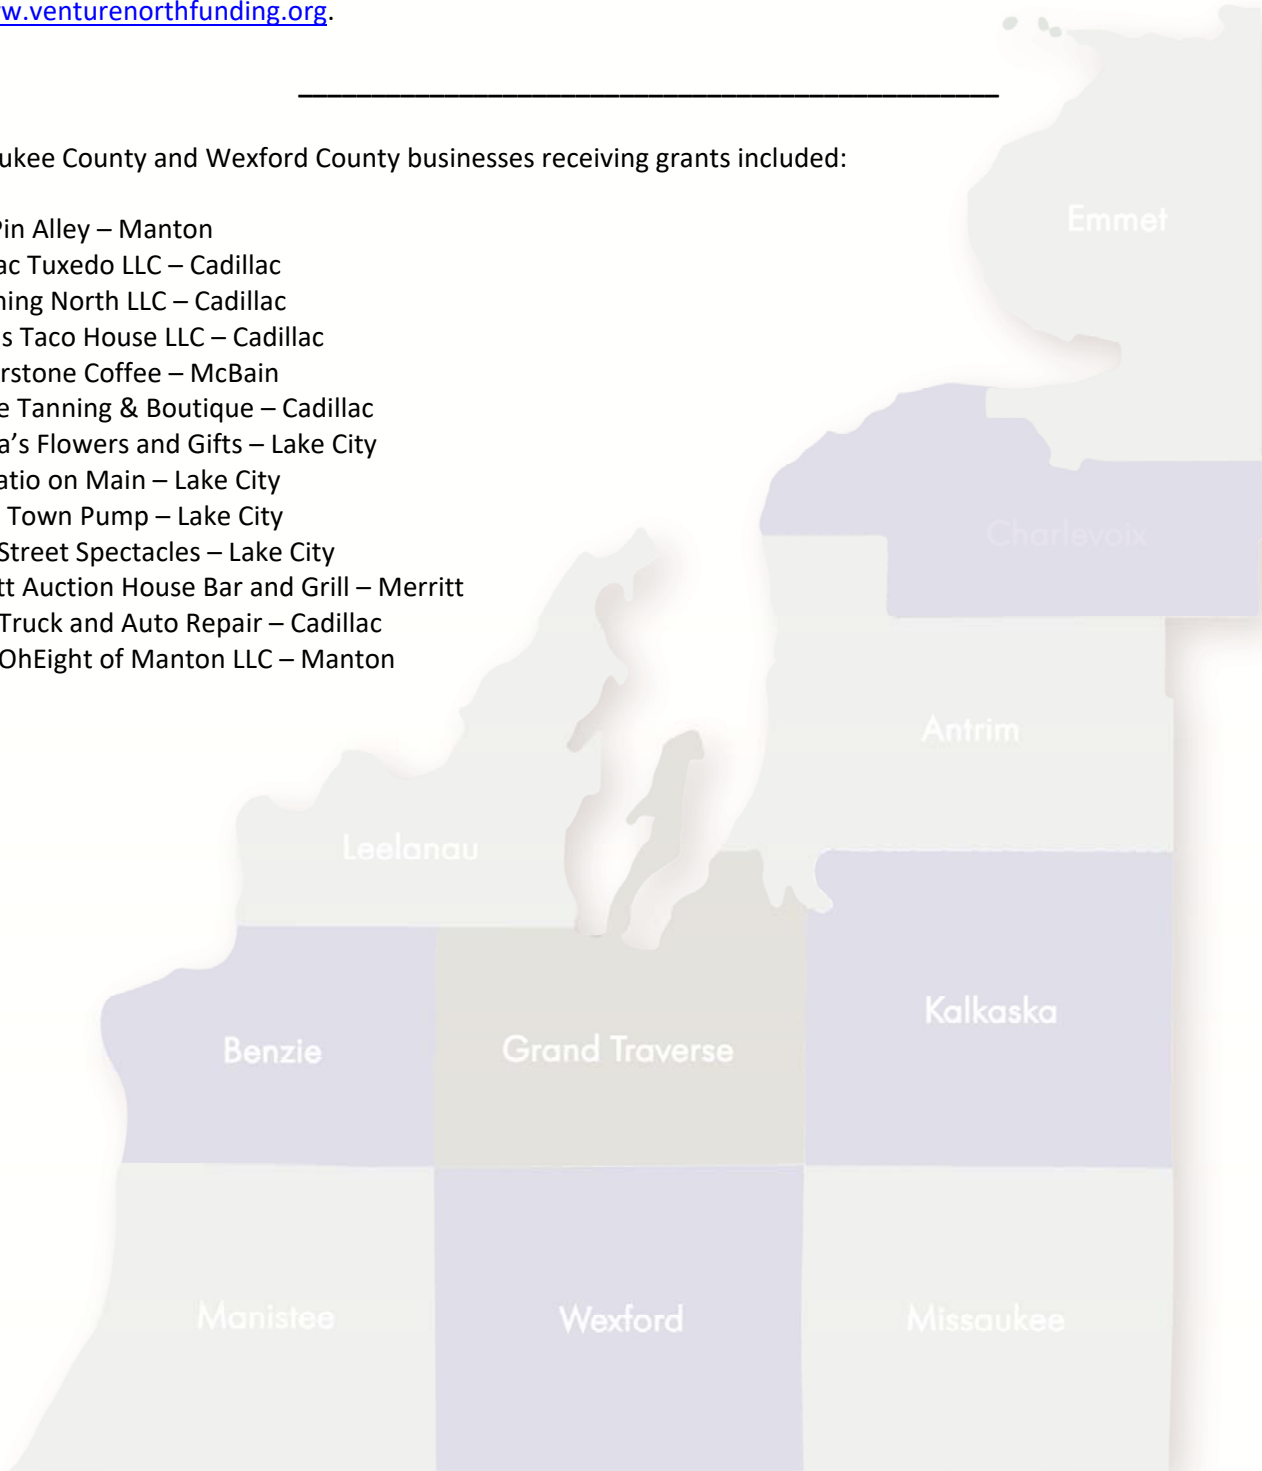 w.venturenorthfunding.org.
ukee County and Wexford County businesses receiving grants included:
Pin Alley – Manton
ac Tuxedo LLC – Cadillac
ning North LLC – Cadillac
s Taco House LLC – Cadillac
rstone Coffee – McBain
e Tanning & Boutique – Cadillac
a’s Flowers and Gifts – Lake City
atio on Main – Lake City
Town Pump – Lake City
Street Spectacles – Lake City
tt Auction House Bar and Grill – Merritt
Truck and Auto Repair – Cadillac
OhEight of Manton LLC – Manton
Emmet
Charlevoix
Antrim
Leelanau
Kalkaska
Benzie
Grand Traverse
Manistee
Wexford
Missaukee